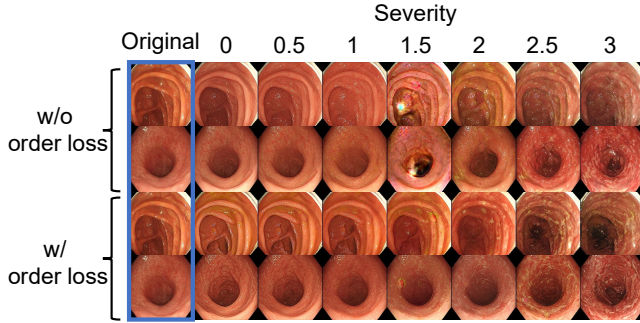 Severity
Original 0 0.5 1 1.5 2 2.5 3
w/o
order loss
w/
order loss